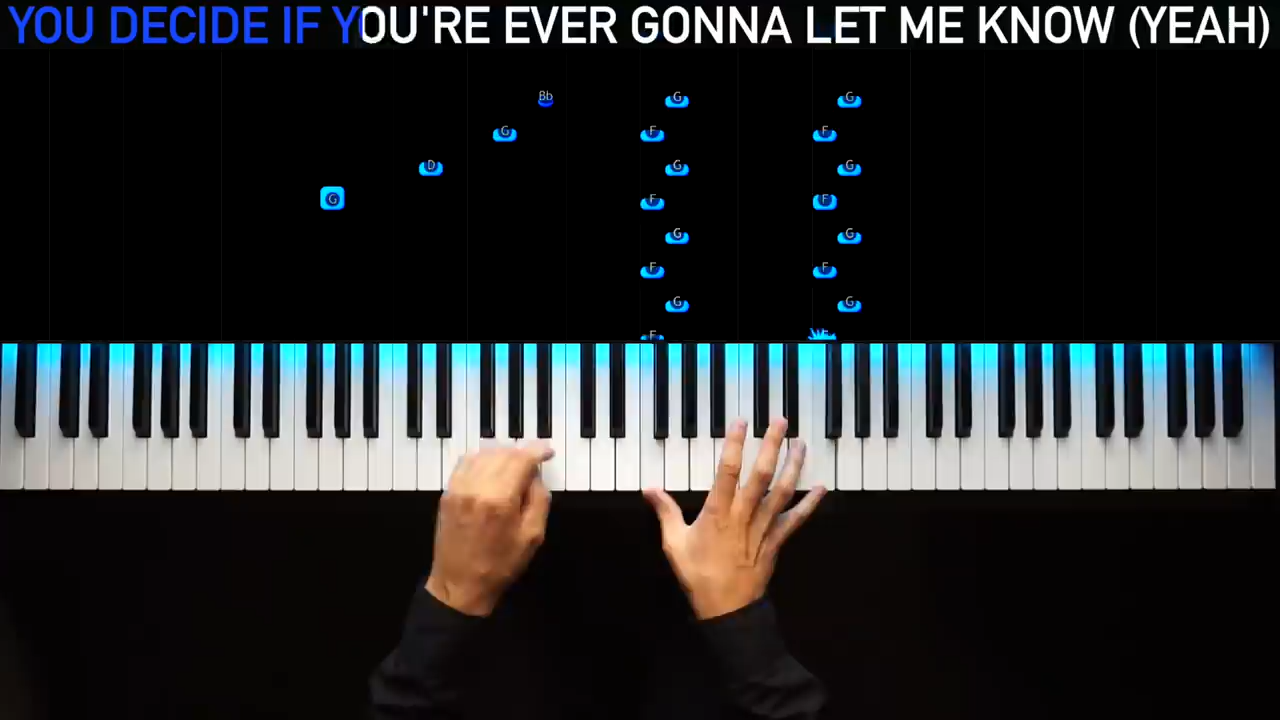 YOU DECIDE IF YOU'RE EVER GONNA LET ME KNOW (YEAH)
Bb G G
G F F
D G G
G F F
G G
F F
G G
F F